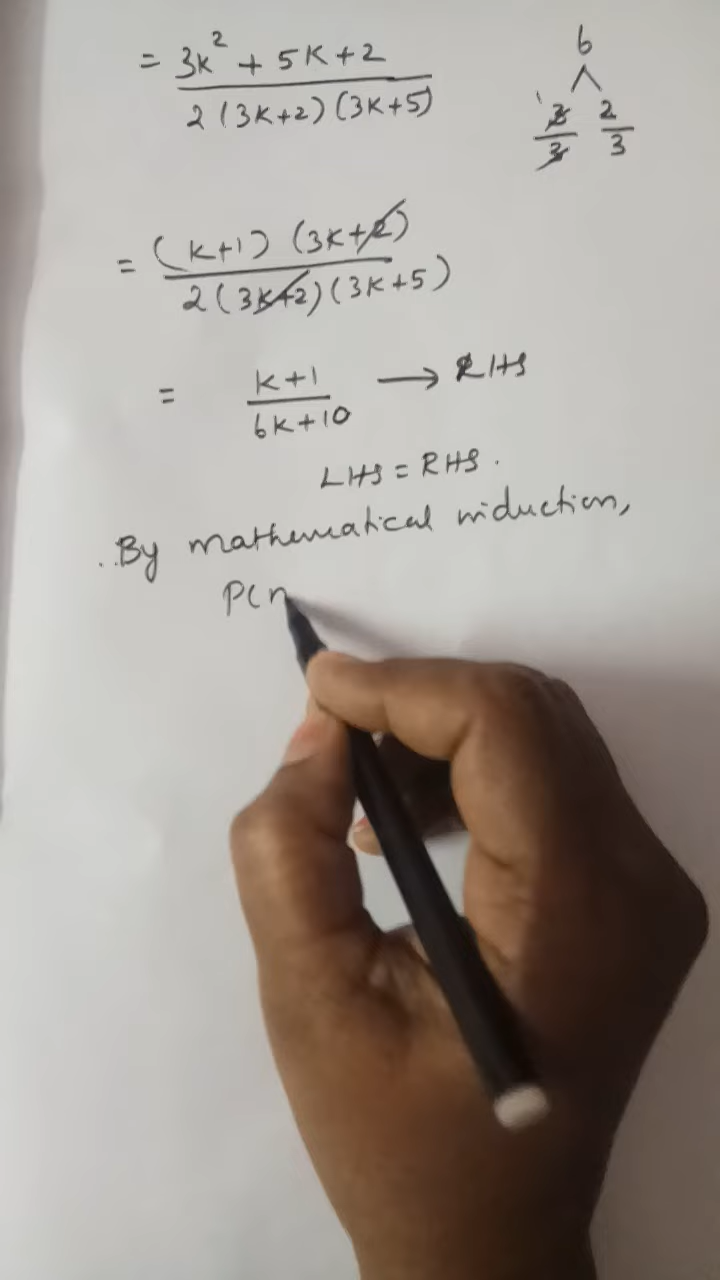 = 3k² + 5k + 2 / 2(3k+2)(3k+5)
6
1 3/3 2/3
= (k+1)(3k+2) / 2(3k+2)(3k+5)
= k+1 / 6k+10 → RHS
LHS = RHS.
∴ By mathematical induction,
P(n